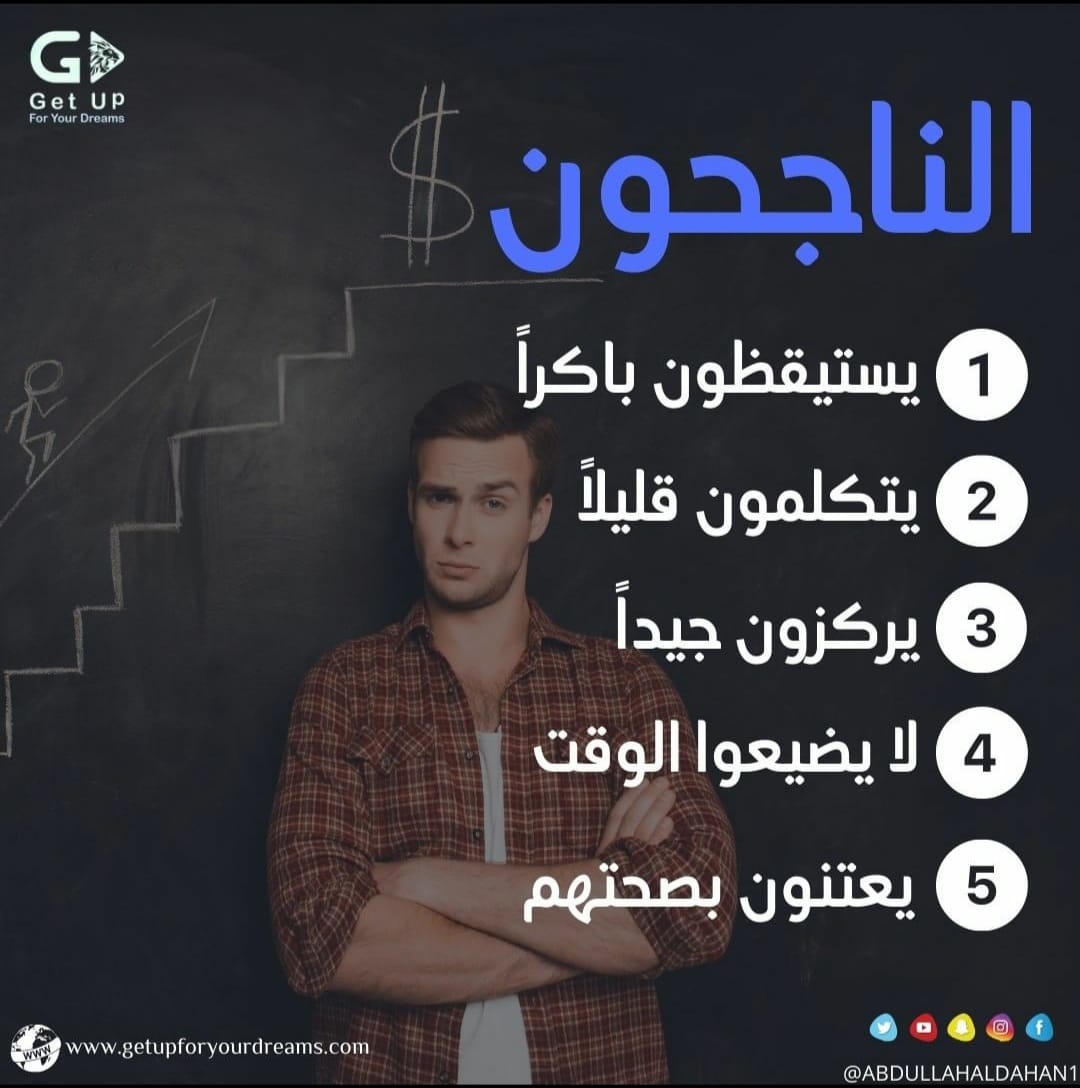 Get Up
For Your Dreams
$
الناجحون
1 يستيقظون باكراً
2 يتكلمون قليلاً
3 يركزون جيداً
4 لا يضيعوا الوقت
5 يعتنون بصحتهم
www www.getupforyourdreams.com
@ABDULLAHALDAHAN1